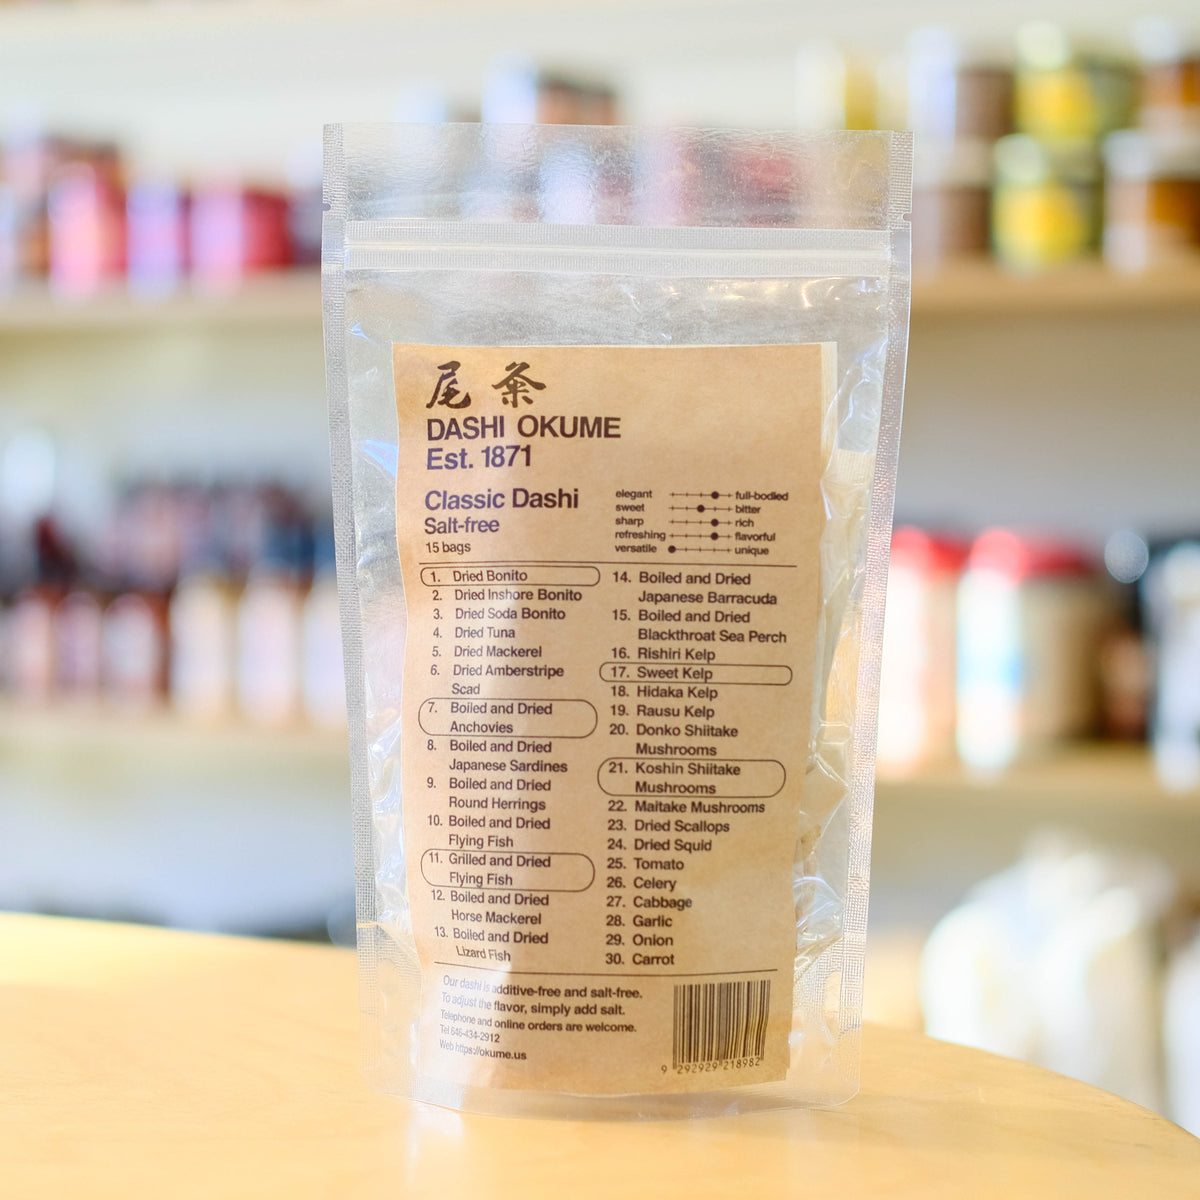 尾粂
DASHI OKUME
Est. 1871
Classic Dashi
Salt-free
15 bags
elegant full-bodied
sweet bitter
sharp rich
refreshing flavorful
versatile unique
1. Dried Bonito
2. Dried Inshore Bonito
3. Dried Soda Bonito
4. Dried Tuna
5. Dried Mackerel
6. Dried Amberstripe
Scad
7. Boiled and Dried
Anchovies
8. Boiled and Dried
Japanese Sardines
9. Boiled and Dried
Round Herrings
10. Boiled and Dried
Flying Fish
11. Grilled and Dried
Flying Fish
12. Boiled and Dried
Horse Mackerel
13. Boiled and Dried
Lizard Fish
14. Boiled and Dried
Japanese Barracuda
15. Boiled and Dried
Blackthroat Sea Perch
16. Rishiri Kelp
17. Sweet Kelp
18. Hidaka Kelp
19. Rausu Kelp
20. Donko Shiitake
Mushrooms
21. Koshin Shiitake
Mushrooms
22. Maitake Mushrooms
23. Dried Scallops
24. Dried Squid
25. Tomato
26. Celery
27. Cabbage
28. Garlic
29. Onion
30. Carrot
Our dashi is additive-free and salt-free.
To adjust the flavor, simply add salt.
Telephone and online orders are welcome.
Tel 646-434-2912
Web https://okume.us
9 292929 218982